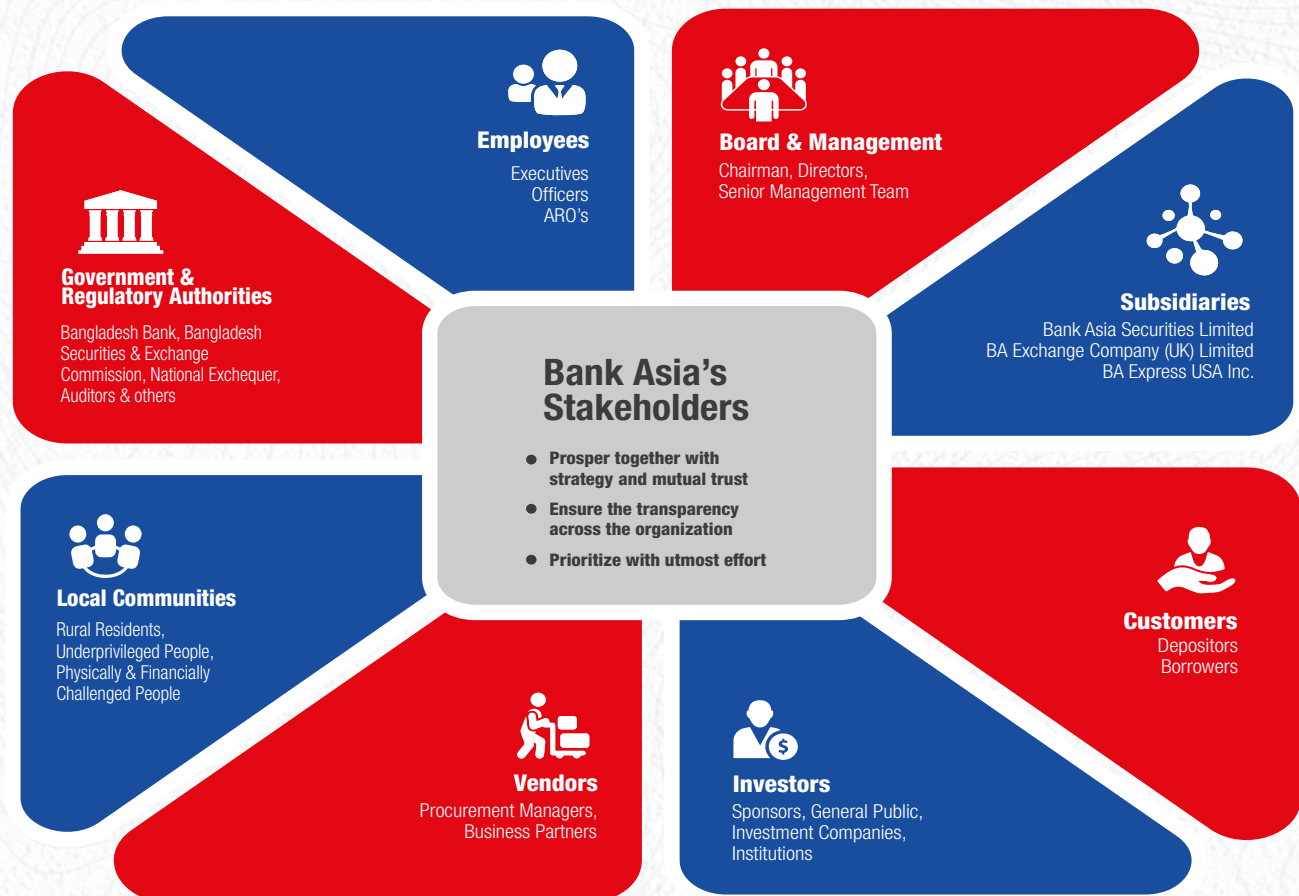 Employees
Executives
Officers
ARO's
Board & Management
Chairman, Directors,
Senior Management Team
Government &
Regulatory Authorities
Bangladesh Bank, Bangladesh
Securities & Exchange
Commission, National Exchequer,
Auditors & others
Subsidiaries
Bank Asia Securities Limited
BA Exchange Company (UK) Limited
BA Express USA Inc.
Bank Asia's
Stakeholders
● Prosper together with
strategy and mutual trust
● Ensure the transparency
across the organization
● Prioritize with utmost effort
Local Communities
Rural Residents,
Underprivileged People,
Physically & Financially
Challenged People
Customers
Depositors
Borrowers
Vendors
Procurement Managers,
Business Partners
$
Investors
Sponsors, General Public,
Investment Companies,
Institutions